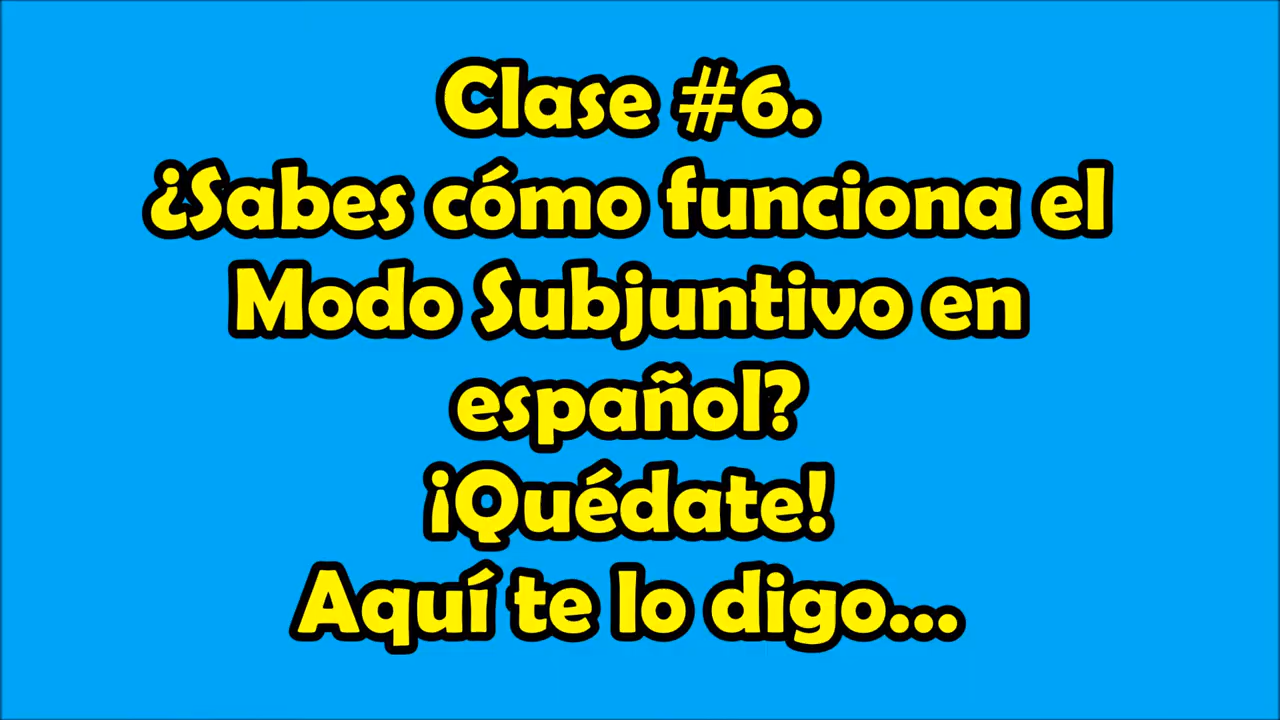 Clase #6.
¿Sabes cómo funciona el
Modo Subjuntivo en
español?
¡Quédate!
Aquí te lo digo...